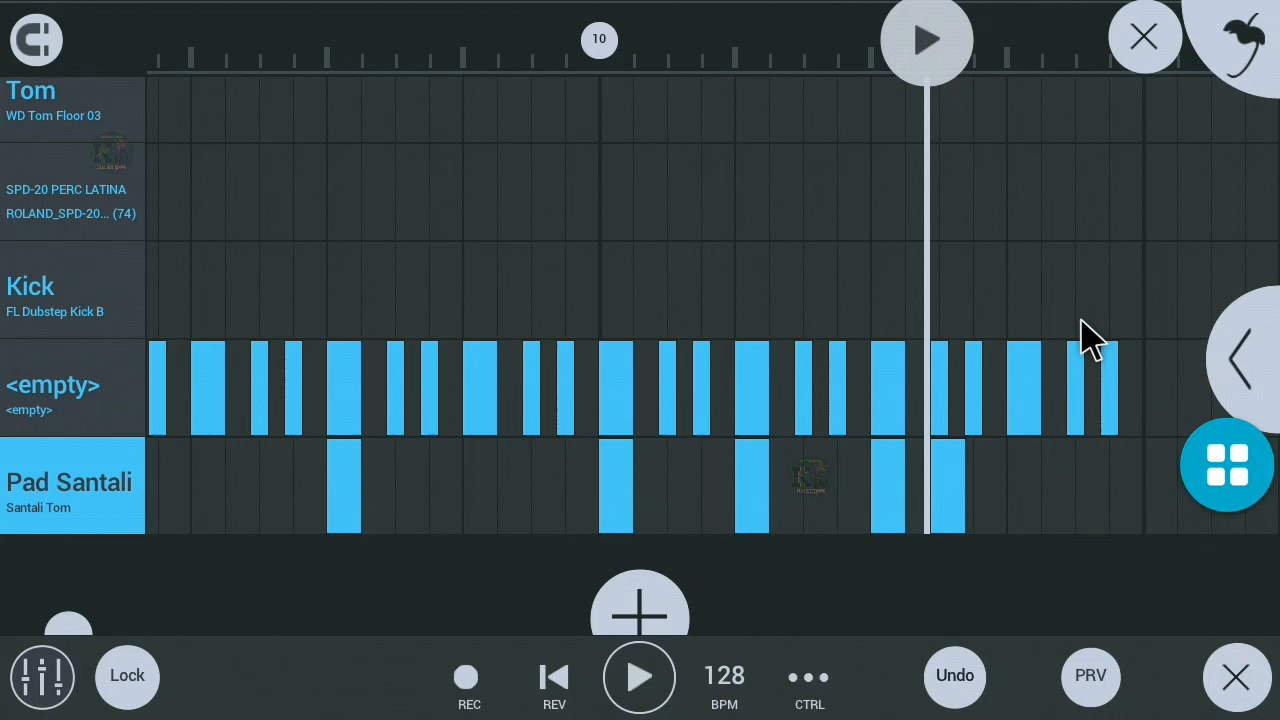 10
Tom
WD Tom Floor 03
SPD-20 PERC LATINA
ROLAND_SPD-20... (74)
Kick
FL Dubstep Kick B
<empty>
<empty>
Pad Santali
Santali Tom
Lock
REC
REV
128
BPM
CTRL
Undo
PRV